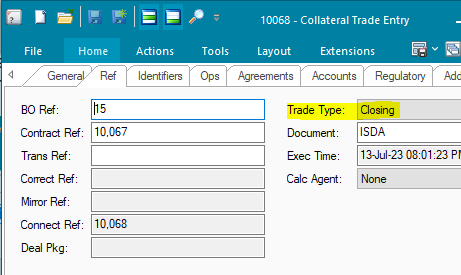 10068 - Collateral Trade Entry
File Home Actions Tools Layout Extensions
General Ref Identifiers Ops Agreements Accounts Regulatory
BO Ref: 15 Trade Type: Closing
Contract Ref: 10,067 Document: ISDA
Trans Ref: Exec Time: 13-Jul-23 08:01:23 PM
Correct Ref: Calc Agent: None
Mirror Ref:
Connect Ref: 10,068
Deal Pkg: